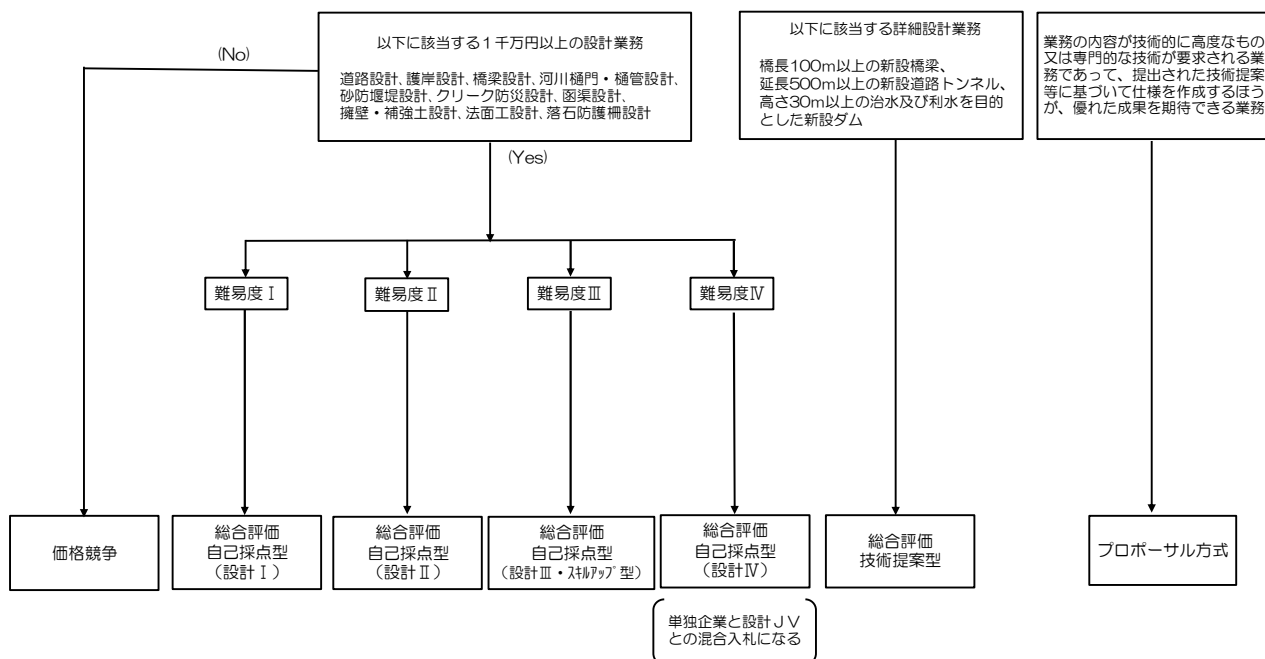 以下に該当する１千万円以上の設計業務
道路設計、護岸設計、橋梁設計、河川樋門・樋管設計、
砂防堰堤設計、クリーク防災設計、函渠設計、
擁壁・補強土設計、法面工設計、落石防護柵設計
以下に該当する詳細設計業務
橋長100m以上の新設橋梁、
延長500m以上の新設道路トンネル、
高さ30m以上の治水及び利水を目的
とした新設ダム
業務の内容が技術的に高度なもの
又は専門的な技術が要求される業
務であって、提出された技術提案
等に基づいて仕様を作成するほう
が、優れた成果を期待できる業務
(No)
(Yes)
難易度Ⅰ
難易度Ⅱ
難易度Ⅲ
難易度Ⅳ
価格競争
総合評価
自己採点型
（設計Ⅰ）
総合評価
自己採点型
（設計Ⅱ）
総合評価
自己採点型
（設計Ⅲ・ｽｷﾙｱｯﾌﾟ型）
総合評価
自己採点型
（設計Ⅳ）
総合評価
技術提案型
プロポーサル方式
単独企業と設計ＪＶ
との混合入札になる